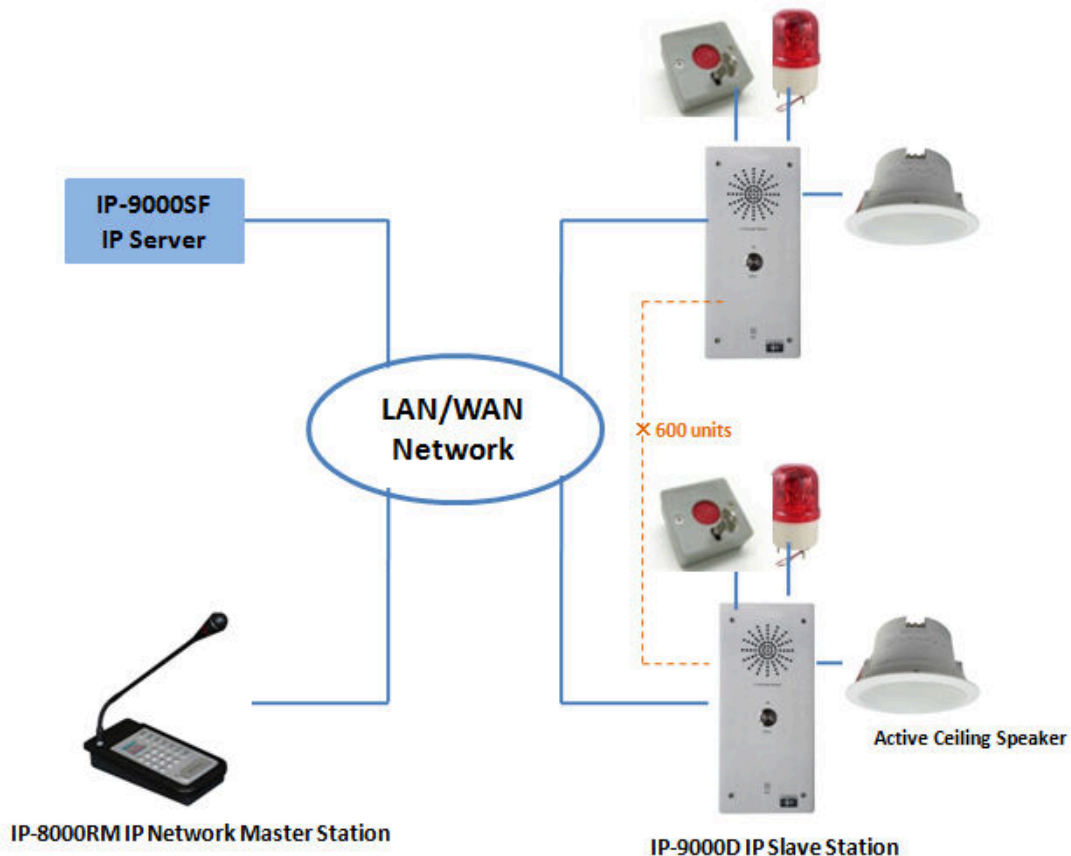 IP-9000SF
IP Server
LAN/WAN
Network
× 600 units
Active Ceiling Speaker
IP-8000RM IP Network Master Station
IP-9000D IP Slave Station